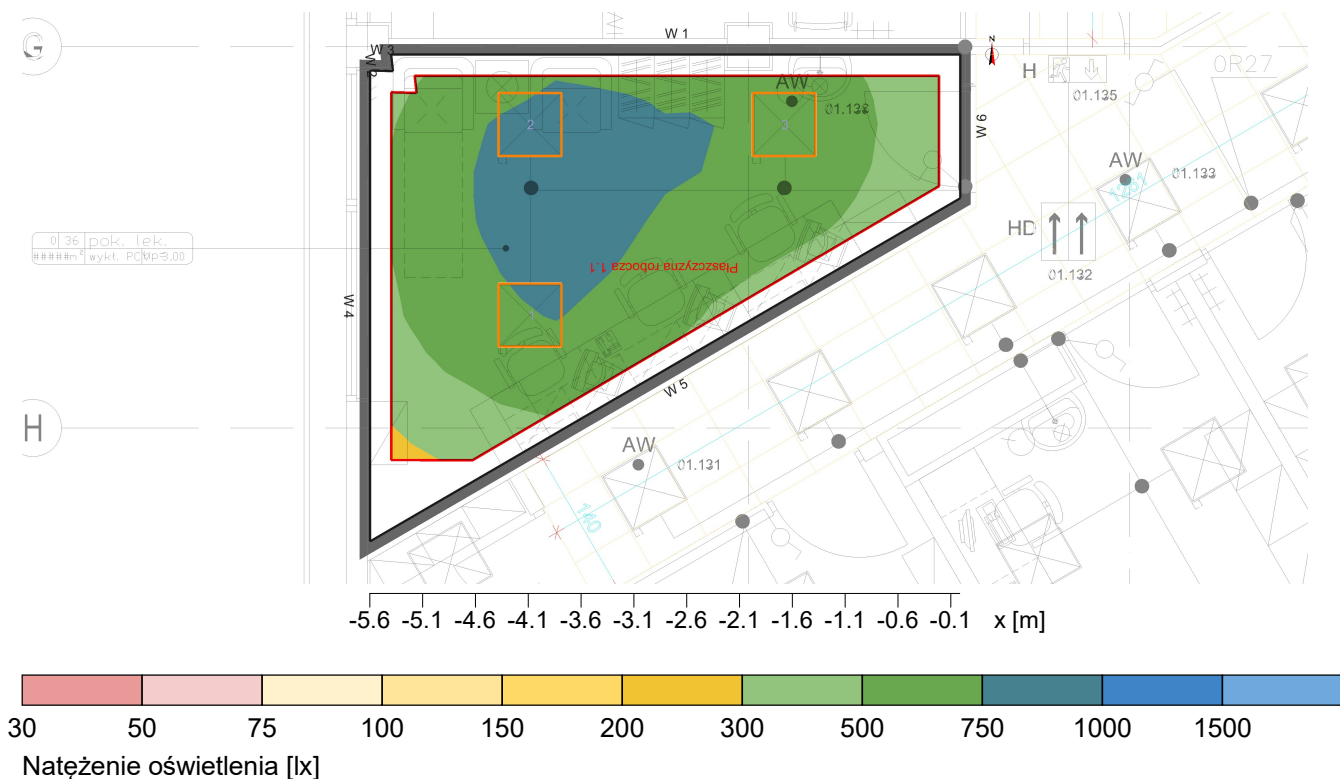 G
W 1
W 3
W 2
N
H
01.135
0R27
AW
01.136
2
3
W 6
AW
01.133
1251
HD
01.132
0 36 pok. lek.
#####m² wykł. PCV
Płaszczyzna robocza 1.1
W 4
1
W 5
H
AW
01.131
140
-5.6 -5.1 -4.6 -4.1 -3.6 -3.1 -2.6 -2.1 -1.6 -1.1 -0.6 -0.1 x [m]
30 50 75 100 150 200 300 500 750 1000 1500
Natężenie oświetlenia [lx]